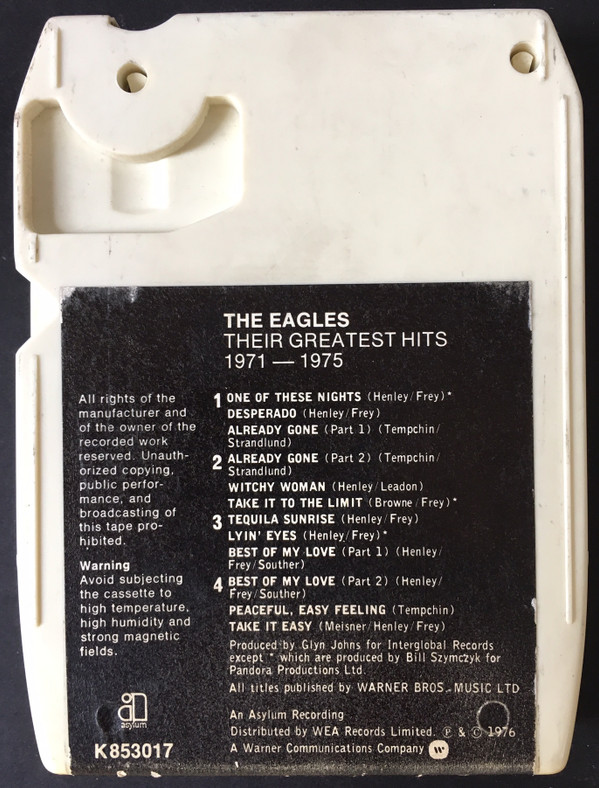 THE EAGLES
THEIR GREATEST HITS
1971 — 1975
All rights of the
manufacturer and
of the owner of the
recorded work
reserved. Unauth-
orized copying,
public perfor-
mance, and
broadcasting of
this tape pro-
hibited.
Warning
Avoid subjecting
the cassette to
high temperature,
high humidity and
strong magnetic
fields.
1 ONE OF THESE NIGHTS (Henley/Frey)*
DESPERADO (Henley/Frey)
ALREADY GONE (Part 1) (Tempchin/
Strandlund)
2 ALREADY GONE (Part 2) (Tempchin/
Strandlund)
WITCHY WOMAN (Henley/Leadon)
TAKE IT TO THE LIMIT (Browne/Frey)*
3 TEQUILA SUNRISE (Henley/Frey)
LYIN' EYES (Henley/Frey)*
BEST OF MY LOVE (Part 1) (Henley/
Frey/Souther)
4 BEST OF MY LOVE (Part 2) (Henley/
Frey/Souther)
PEACEFUL, EASY FEELING (Tempchin)
TAKE IT EASY (Meisner/Henley/Frey)
Produced by Glyn Johns for Interglobal Records
except * which are produced by Bill Szymczyk for
Pandora Productions Ltd.
All titles published by WARNER BROS. MUSIC LTD
An Asylum Recording
Distributed by WEA Records Limited. ℗ & © 1976
A Warner Communications Company W
asylum
K853017